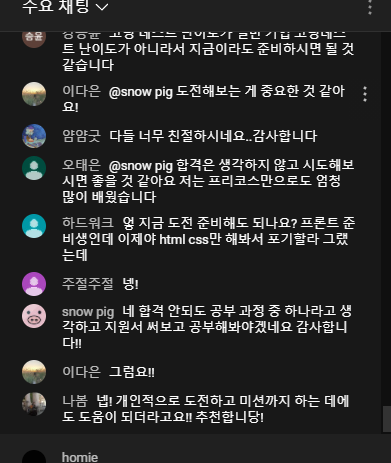 주요 채팅
강승윤 코딩 테스트 난이도가 일반 기업 코딩테스
트 난이도가 아니라서 지금이라도 준비하시면 될 것
같습니다
이다은 @snow pig 도전해보는 게 중요한 것 같아
요!
얌얌굿 다들 너무 친절하시네요..감사합니다
오태은 @snow pig 합격은 생각하지 않고 시도해보
시면 좋을 것 같아요 저는 프리코스만으로도 엄청
많이 배웠습니다
하드워크 엏 지금 도전 준비해도 되나요? 프론트 준
비생인데 이제야 html css만 해봐서 포기할라 그랬
는데
주절주절 넹!
snow pig 네 합격 안되도 공부 과정 중 하나라고 생
각하고 지원서 써보고 공부해봐야겠네요 감사합니
다!!
이다은 그럼요!!
나봄 넵! 개인적으로 도전하고 미션까지 하는 데에
도 도움이 되더라고요!! 추천합니당!
homie